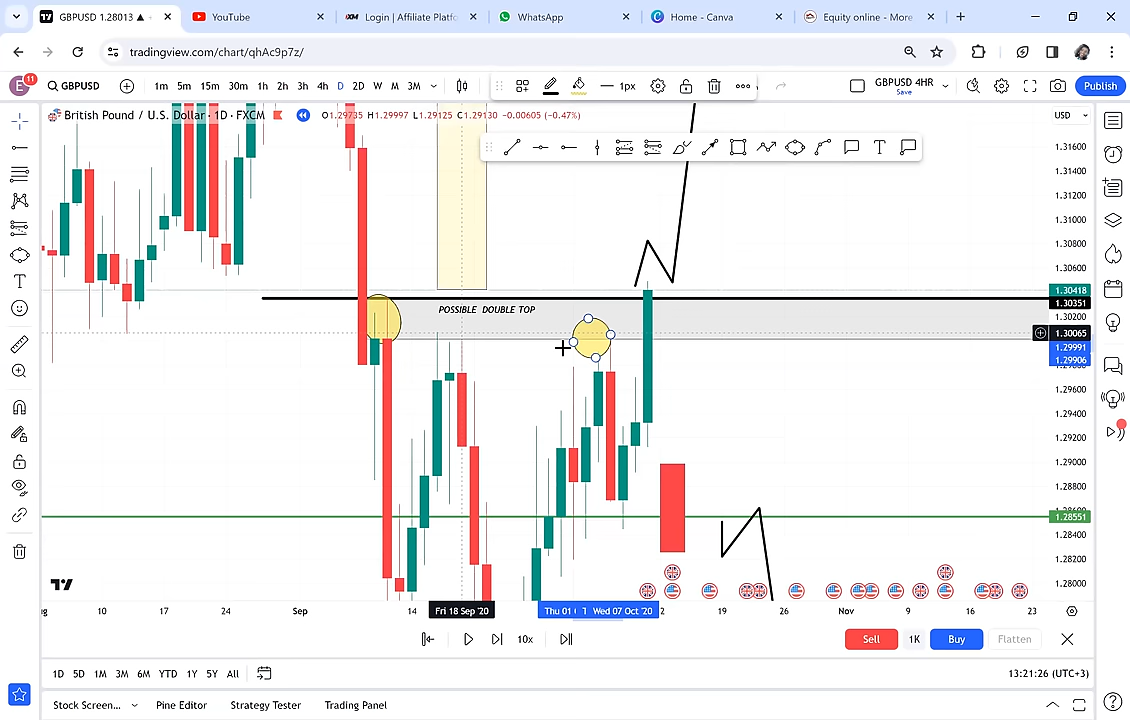 GBPUSD 1.28013 ▲
YouTube
XM Login | Affiliate Platfo
WhatsApp
Home - Canva
Equity online - More
tradingview.com/chart/qhAc9p7z/
E 11 GBPUSD 1m 5m 15m 30m 1h 2h 3h 4h D 2D W M 3M 1px GBPUSD 4HR Save Publish
British Pound / U.S. Dollar · 1D · FXCM O1.29735 H1.29997 L1.29125 C1.29130 -0.00605 (-0.47%) USD
1.31600
1.31400
1.31200
1.31000
1.30800
1.30600
1.30418
1.30351
1.30200
1.30065
1.29991
1.29906
1.29600
1.29400
1.29200
1.29000
1.28800
1.28551
1.28400
1.28200
1.28000
POSSIBLE DOUBLE TOP
10 17 24 Sep 14 Fri 18 Sep '20 Thu 01 Wed 07 Oct '20 2 19 26 Nov 9 16 23
10x Sell 1K Buy Flatten
1D 5D 1M 3M 6M YTD 1Y 5Y All 13:21:26 (UTC+3)
Stock Screen... Pine Editor Strategy Tester Trading Panel